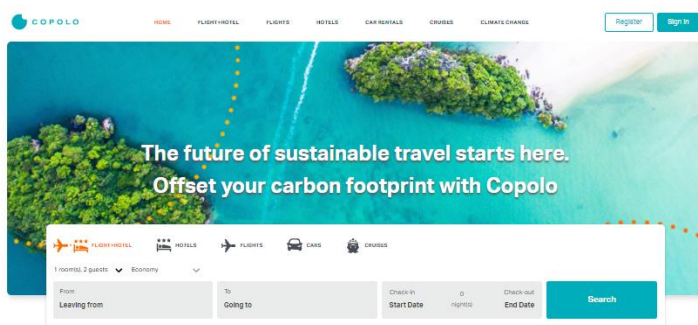 COPOLO
HOME FLIGHT+HOTEL FLIGHTS HOTELS CAR RENTALS CRUISES CLIMATE CHANGE Register Sign In
The future of sustainable travel starts here.
Offset your carbon footprint with Copolo
FLIGHT+HOTEL HOTELS FLIGHTS CARS CRUISES
1 room(s), 2 guests Economy
From To Check-in 0 Check-out
Leaving from Going to Start Date night(s) End Date Search